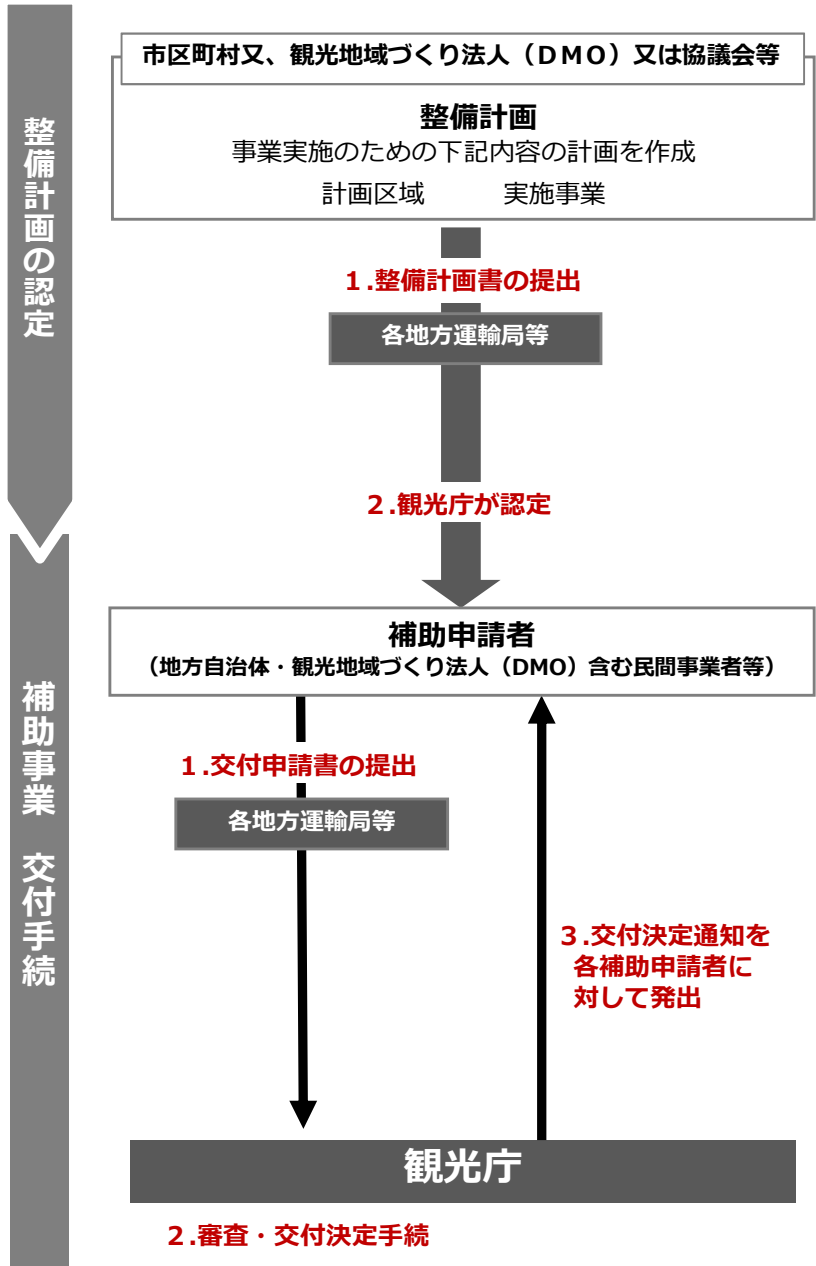 整備計画の認定
市区町村又、観光地域づくり法人（ＤＭＯ）又は協議会等
整備計画
事業実施のための下記内容の計画を作成
計画区域　　　実施事業
１.整備計画書の提出
各地方運輸局等
２.観光庁が認定
補助事業　交付手続
補助申請者
（地方自治体・観光地域づくり法人（DMO）含む民間事業者等）
１.交付申請書の提出
各地方運輸局等
３.交付決定通知を
各補助申請者に
対して発出
観光庁
２.審査・交付決定手続